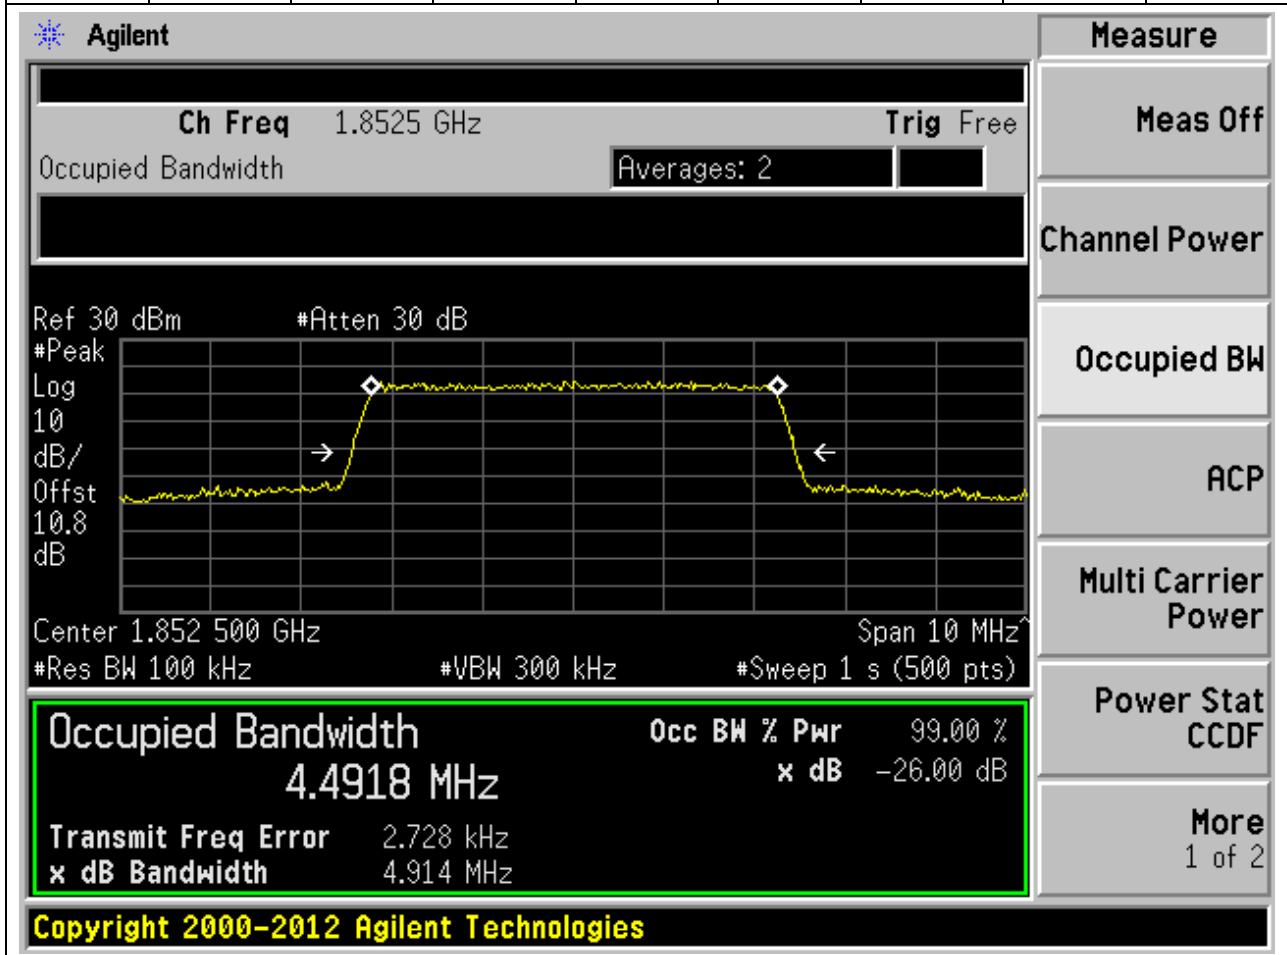 Agilent
Measure
Ch Freq 1.8525 GHz Trig Free
Occupied Bandwidth Averages: 2
Meas Off
Channel Power
Occupied BW
ACP
Multi Carrier
Power
Power Stat
CCDF
More
1 of 2
Ref 30 dBm #Atten 30 dB
#Peak
Log
10
dB/
Offst
10.8
dB
Center 1.852 500 GHz Span 10 MHz^
#Res BW 100 kHz #VBW 300 kHz #Sweep 1 s (500 pts)
Occupied Bandwidth Occ BW % Pwr 99.00 %
4.4918 MHz x dB -26.00 dB
Transmit Freq Error 2.728 kHz
x dB Bandwidth 4.914 MHz
Copyright 2000-2012 Agilent Technologies